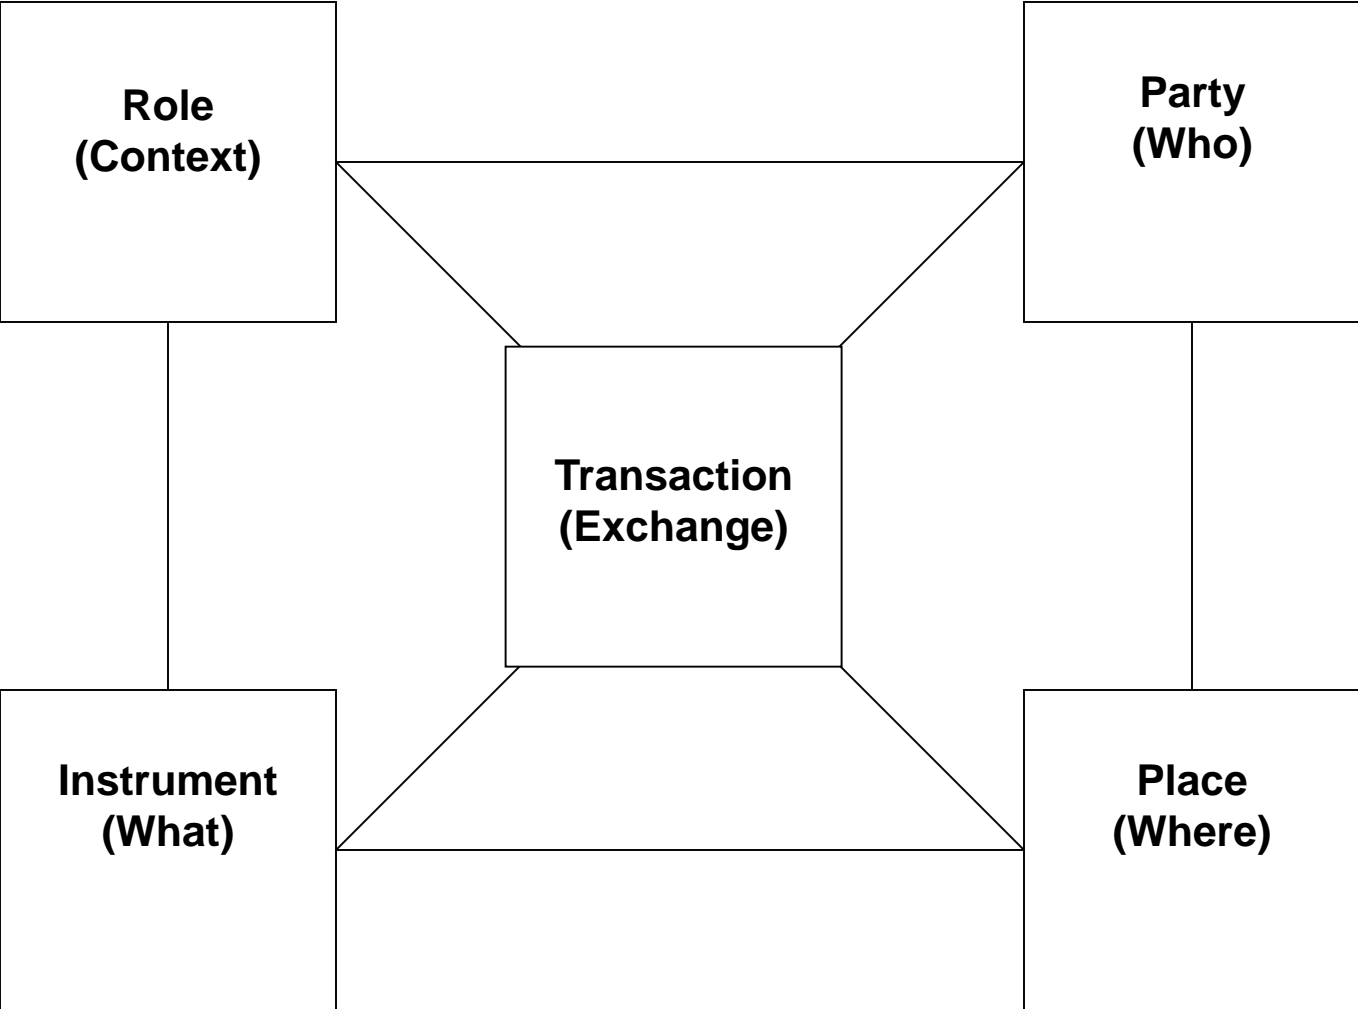 Role
(Context)
Party
(Who)
Transaction
(Exchange)
Instrument
(What)
Place
(Where)